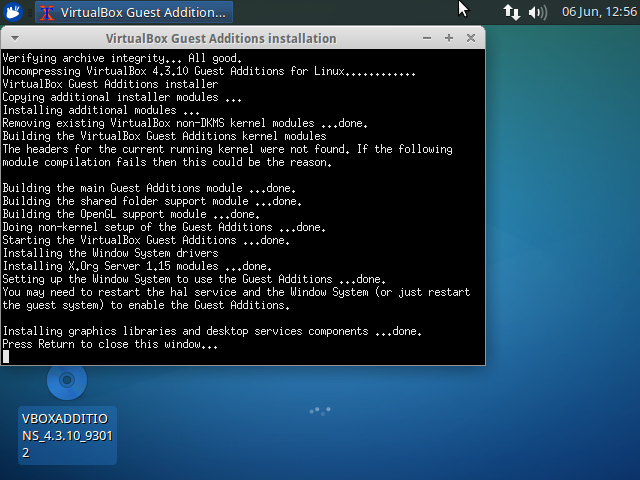 VirtualBox Guest Addition...
06 Jun, 12:56
VirtualBox Guest Additions installation
Verifying archive integrity... All good.
Uncompressing VirtualBox 4.3.10 Guest Additions for Linux............
VirtualBox Guest Additions installer
Copying additional installer modules ...
Installing additional modules ...
Removing existing VirtualBox non-DKMS kernel modules ...done.
Building the VirtualBox Guest Additions kernel modules
The headers for the current running kernel were not found. If the following
module compilation fails then this could be the reason.
Building the main Guest Additions module ...done.
Building the shared folder support module ...done.
Building the OpenGL support module ...done.
Doing non-kernel setup of the Guest Additions ...done.
Starting the VirtualBox Guest Additions ...done.
Installing the Window System drivers
Installing X.Org Server 1.15 modules ...done.
Setting up the Window System to use the Guest Additions ...done.
You may need to restart the hal service and the Window System (or just restart
the guest system) to enable the Guest Additions.
Installing graphics libraries and desktop services components ...done.
Press Return to close this window...
VBOXADDITIO
NS_4.3.10_9301
2